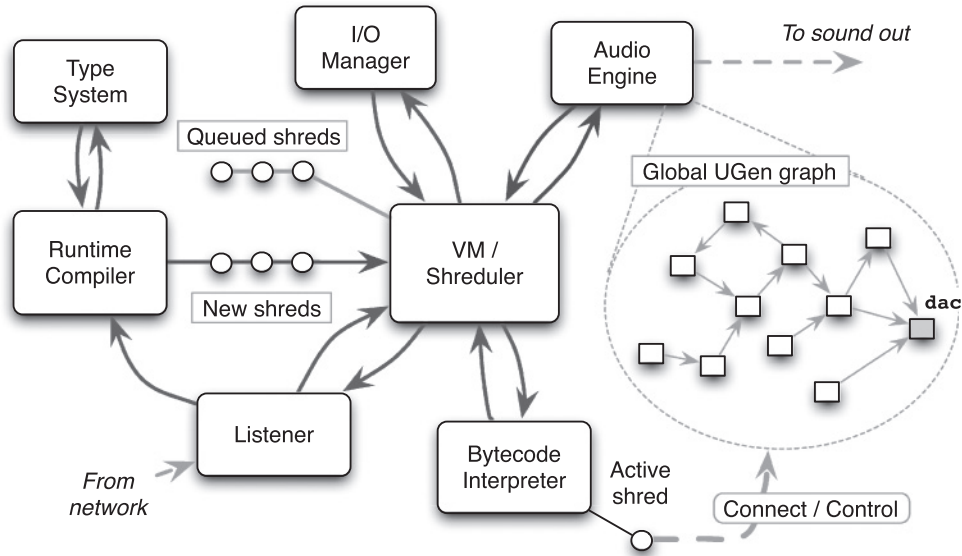 I/O
Manager
Audio
Engine
To sound out
Type
System
Queued shreds
Global UGen graph
Runtime
Compiler
VM /
Shreduler
New shreds
dac
Listener
Bytecode
Interpreter
Active
shred
From
network
Connect / Control